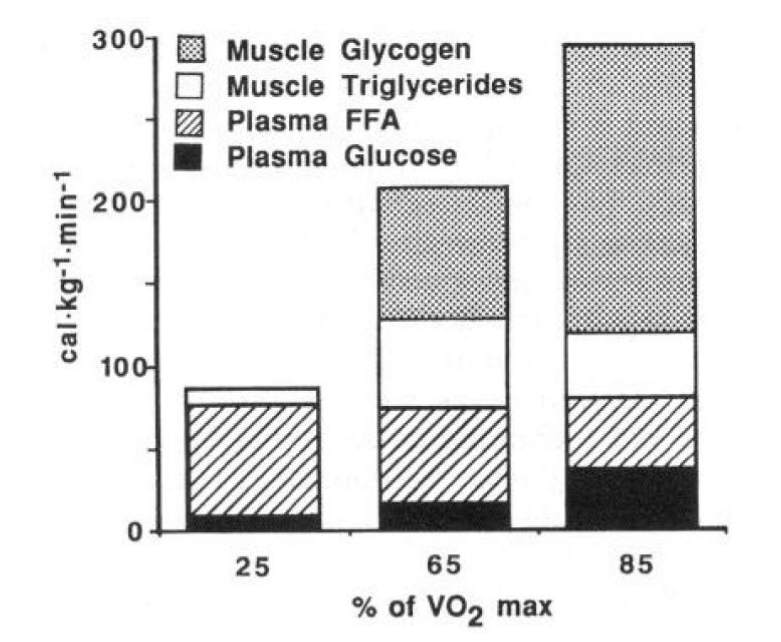 300
Muscle Glycogen
Muscle Triglycerides
Plasma FFA
Plasma Glucose
200
100
0
cal·kg-1·min-1
25 65 85
% of VO2 max